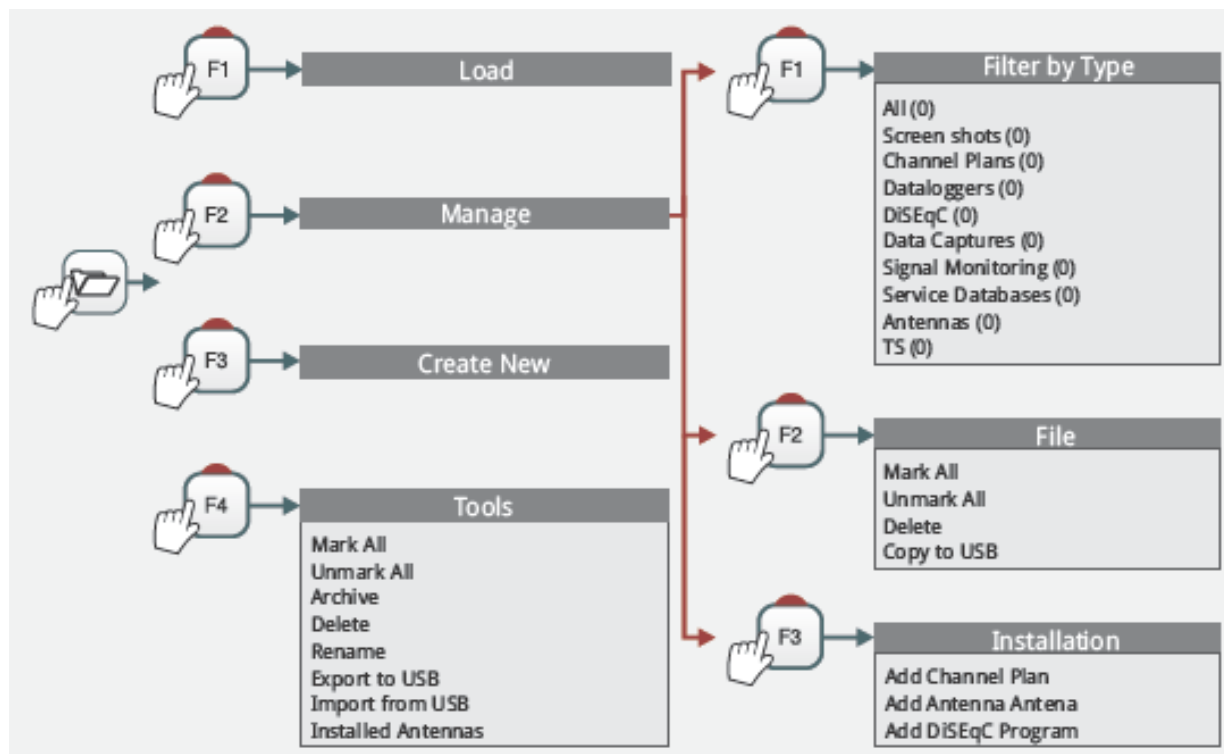 F1
Load
F2
Manage
F3
Create New
F4
Tools
Mark All
Unmark All
Archive
Delete
Rename
Export to USB
Import from USB
Installed Antennas
F1
Filter by Type
All (0)
Screen shots (0)
Channel Plans (0)
Dataloggers (0)
DiSEqC (0)
Data Captures (0)
Signal Monitoring (0)
Service Databases (0)
Antennas (0)
TS (0)
F2
File
Mark All
Unmark All
Delete
Copy to USB
F3
Installation
Add Channel Plan
Add Antenna Antena
Add DiSEqC Program